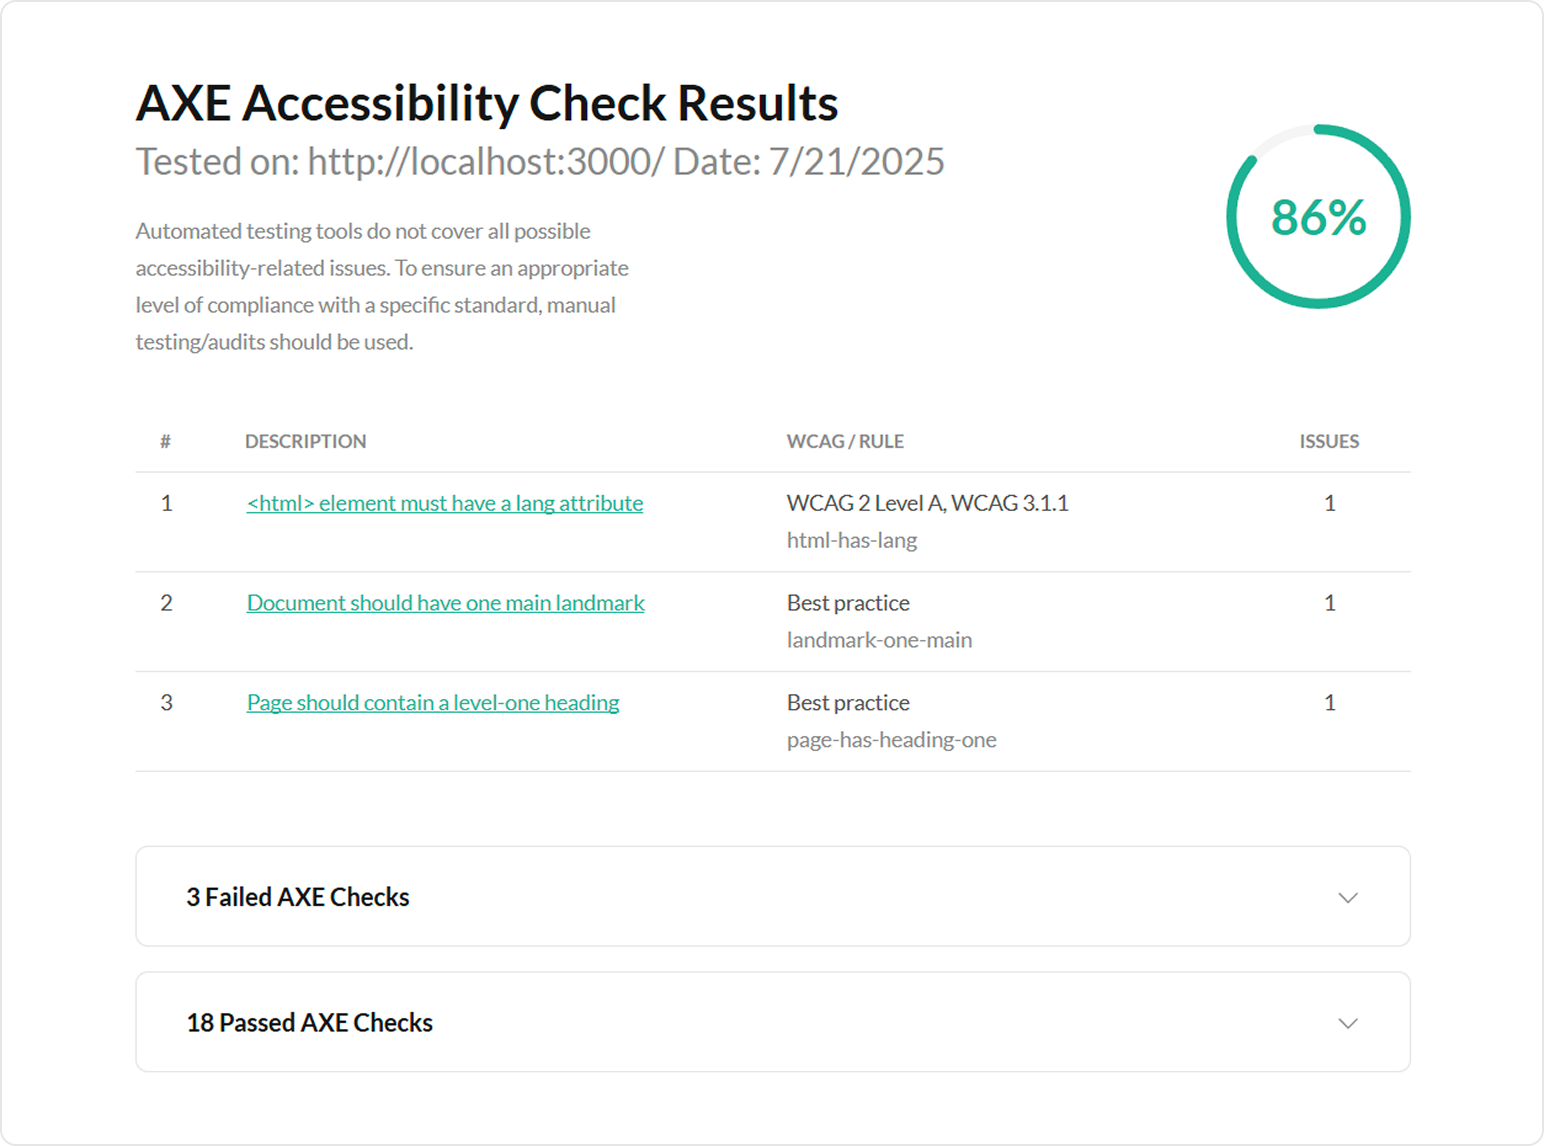 AXE Accessibility Check Results
Tested on: http://localhost:3000/ Date: 7/21/2025
86%
Automated testing tools do not cover all possible
accessibility-related issues. To ensure an appropriate
level of compliance with a specific standard, manual
testing/audits should be used.
# DESCRIPTION WCAG / RULE ISSUES
1 <html> element must have a lang attribute WCAG 2 Level A, WCAG 3.1.1 1
html-has-lang
2 Document should have one main landmark Best practice 1
landmark-one-main
3 Page should contain a level-one heading Best practice 1
page-has-heading-one
3 Failed AXE Checks
18 Passed AXE Checks